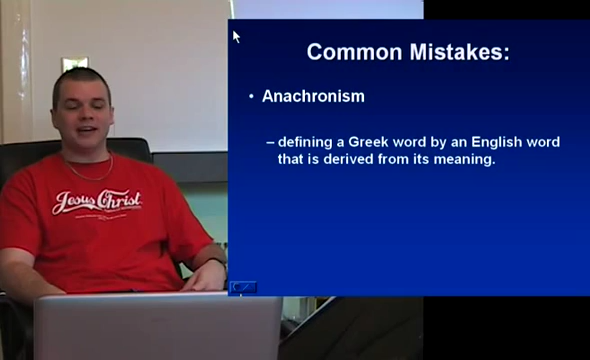 Common Mistakes:
• Anachronism
– defining a Greek word by an English word
that is derived from its meaning.
Jesus Christ